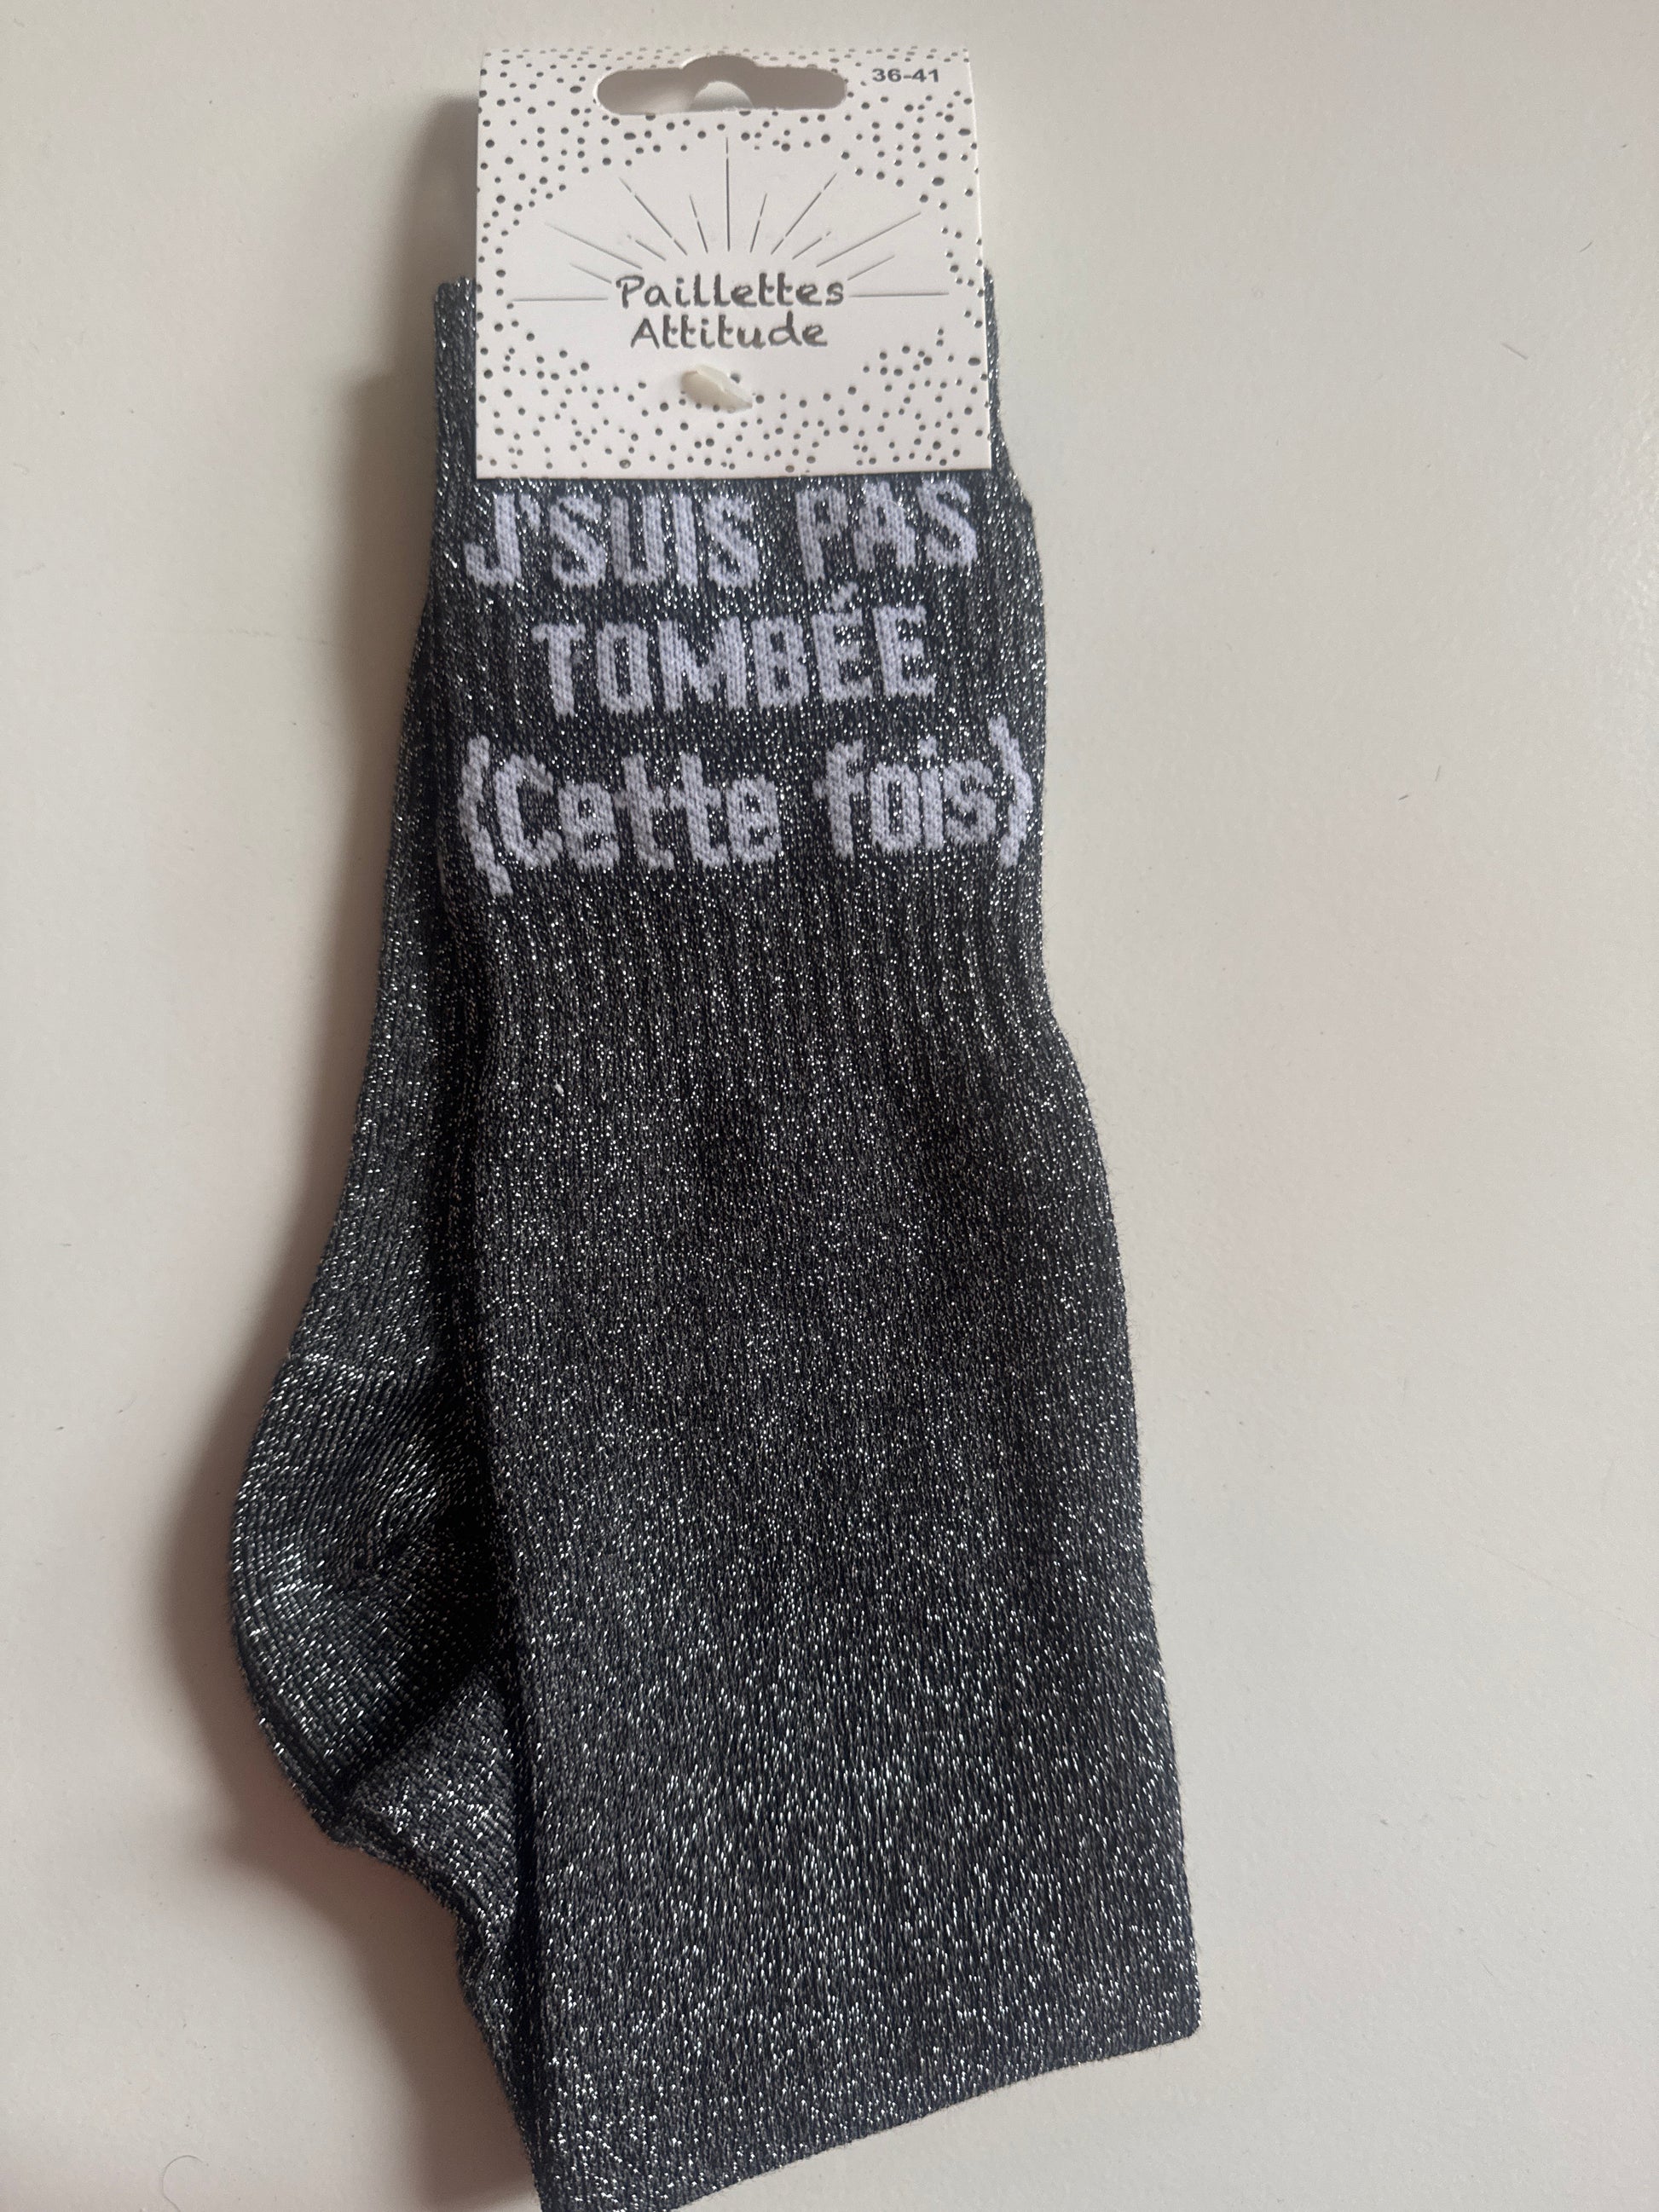 36-41
Paillettes
Attitude
J'SUIS PAS
TOMBÉE
(Cette fois)